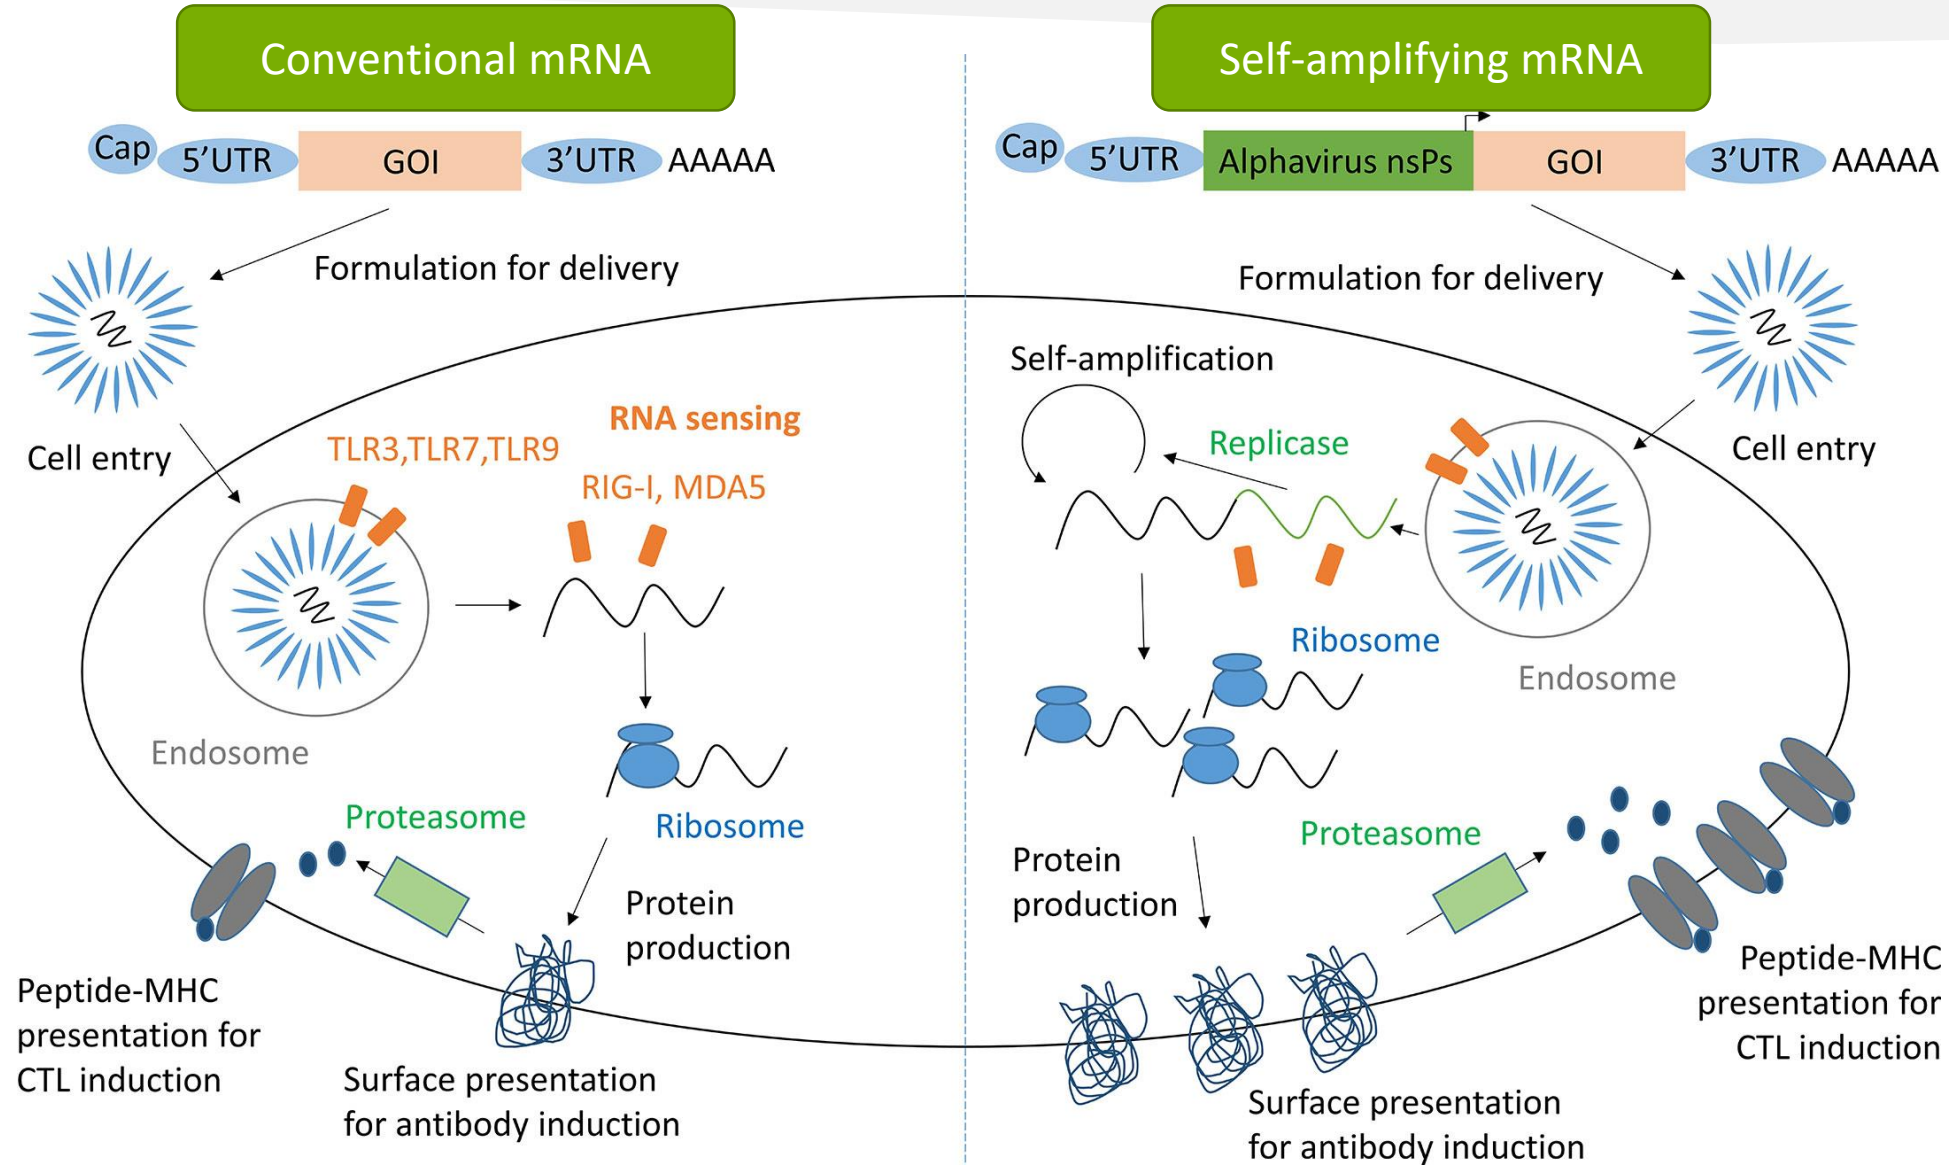 Conventional mRNA
Cap 5’UTR GOI 3’UTR AAAAA
Formulation for delivery
Cell entry
TLR3,TLR7,TLR9
RNA sensing
RIG-I, MDA5
Endosome
Proteasome
Ribosome
Protein
production
Peptide-MHC
presentation for
CTL induction
Surface presentation
for antibody induction
Self-amplifying mRNA
Cap 5’UTR Alphavirus nsPs GOI 3’UTR AAAAA
Formulation for delivery
Self-amplification
Replicase
Cell entry
Ribosome
Endosome
Proteasome
Protein
production
Peptide-MHC
presentation for
CTL induction
Surface presentation
for antibody induction